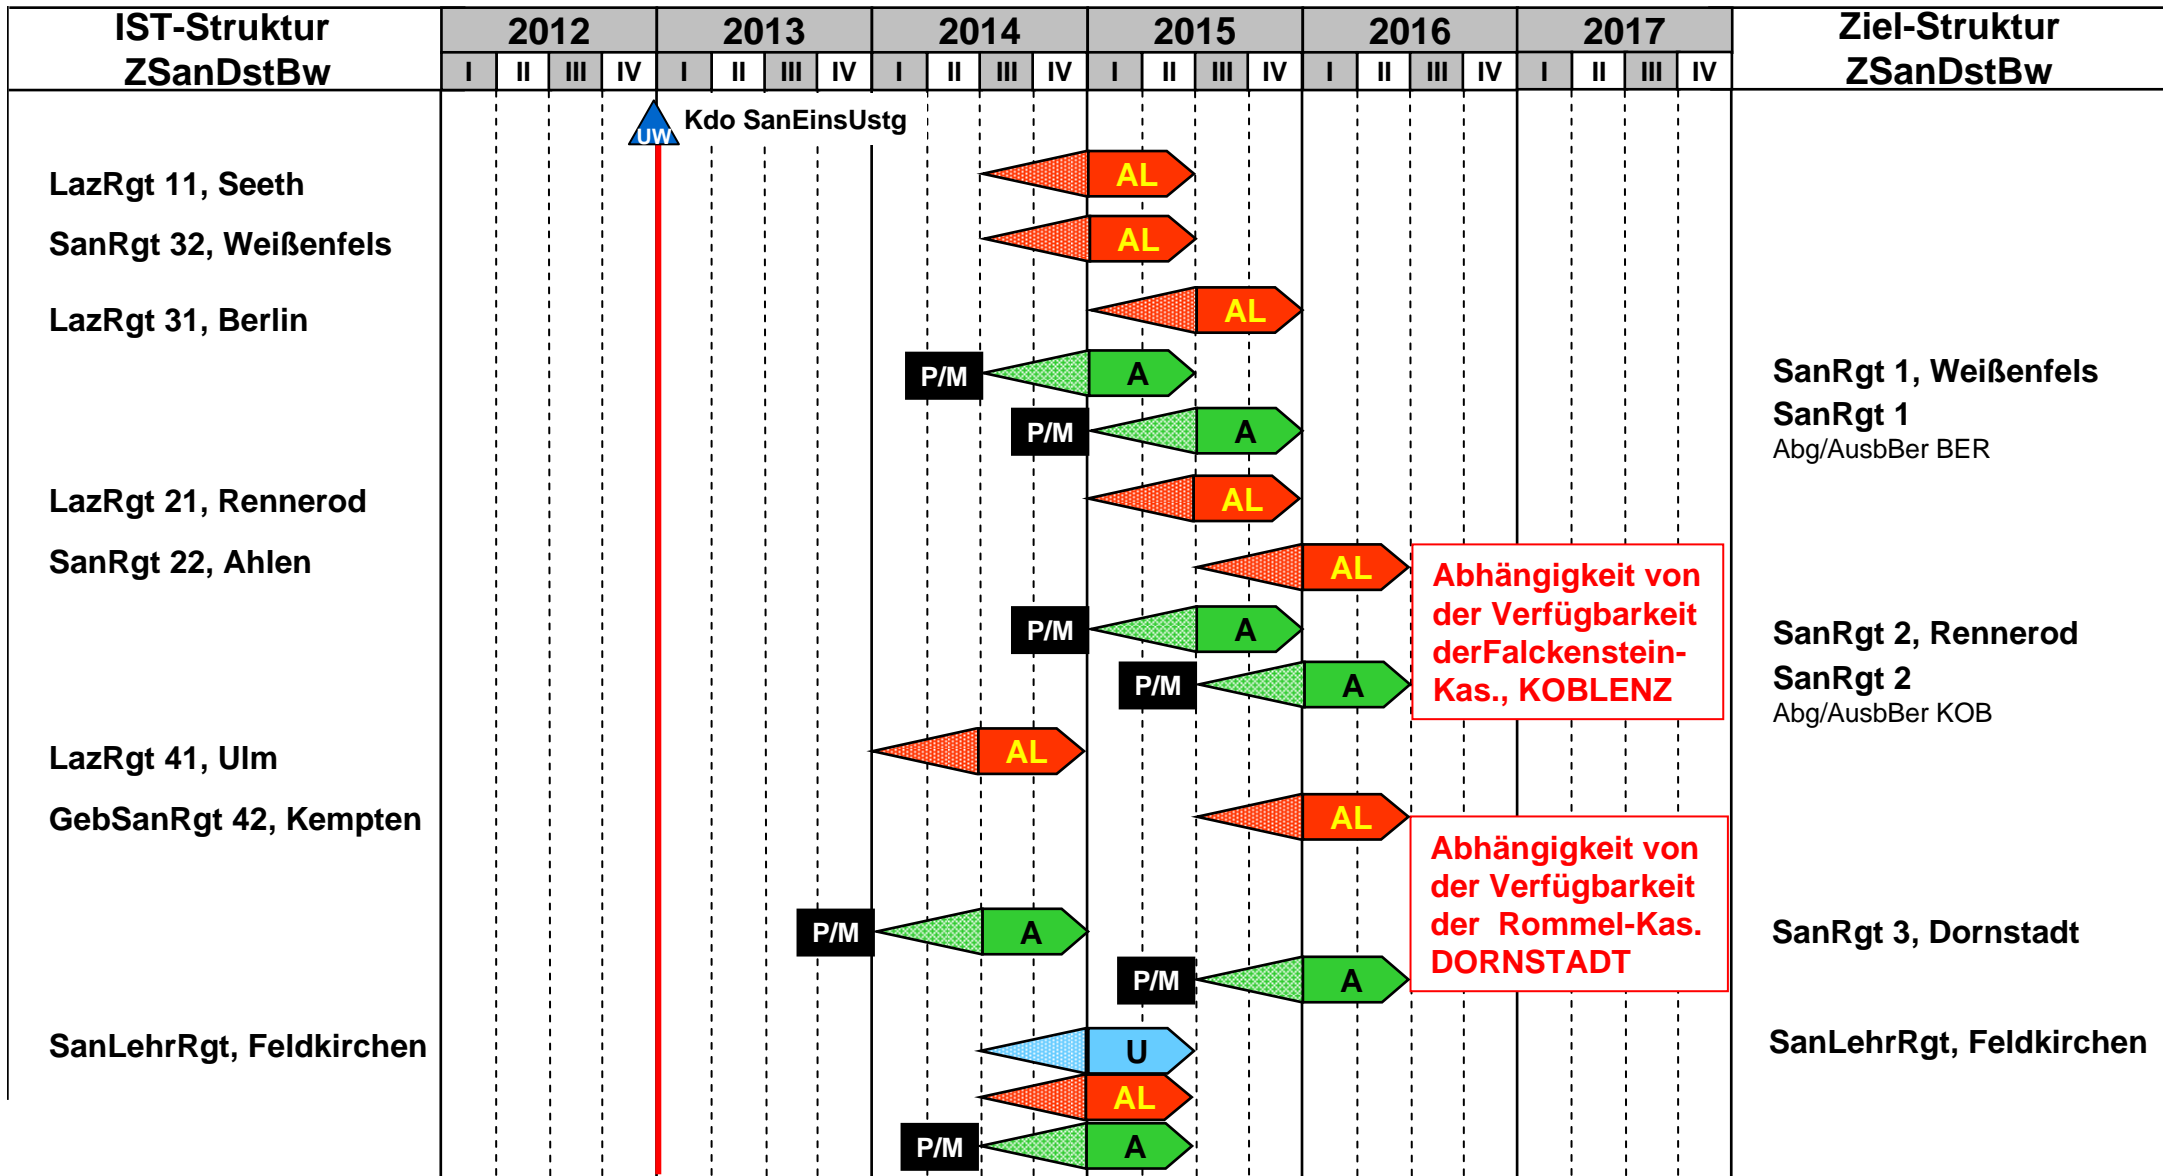 IST-Struktur
ZSanDstBw
2012 2013 2014 2015 2016 2017
Ziel-Struktur
ZSanDstBw
I II III IV I II III IV I II III IV I II III IV I II III IV I II III IV
UW Kdo SanEinsUstg
LazRgt 11, Seeth AL
SanRgt 32, Weißenfels AL
LazRgt 31, Berlin AL
P/M A SanRgt 1, Weißenfels
P/M A SanRgt 1
Abg/AusbBer BER
LazRgt 21, Rennerod AL
SanRgt 22, Ahlen AL
Abhängigkeit von
der Verfügbarkeit
derFalckenstein-
Kas., KOBLENZ
P/M A SanRgt 2, Rennerod
P/M A SanRgt 2
Abg/AusbBer KOB
LazRgt 41, Ulm AL
GebSanRgt 42, Kempten AL
Abhängigkeit von
der Verfügbarkeit
der Rommel-Kas.
DORNSTADT
P/M A SanRgt 3, Dornstadt
P/M A
SanLehrRgt, Feldkirchen U SanLehrRgt, Feldkirchen
AL
P/M A